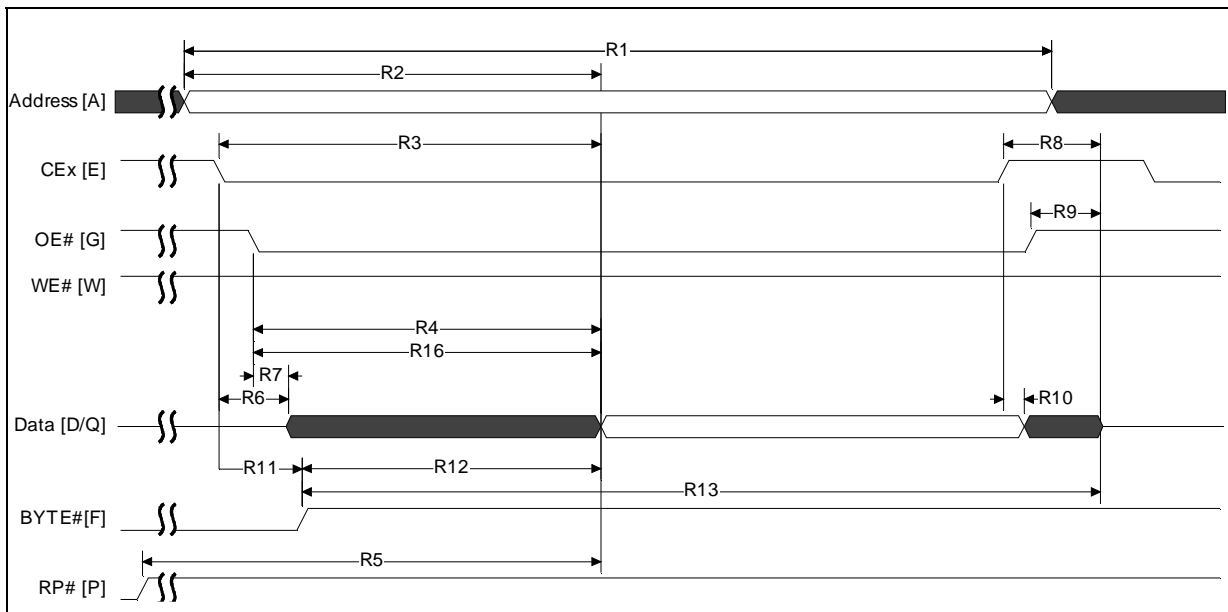 R1
R2
Address [A]
R3
R8
CEx [E]
R9
OE# [G]
WE# [W]
R4
R16
R7
R6
R10
Data [D/Q]
R11
R12
R13
BYTE#[F]
R5
RP# [P]